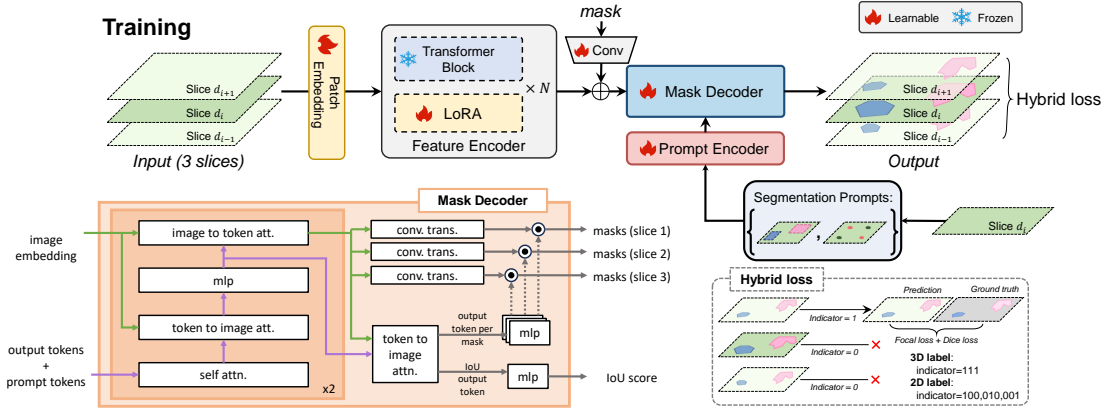 Training
Slice d_{i+1}
Slice d_i
Slice d_{i−1}
Input (3 slices)
Patch
Embedding
Transformer
Block
LoRA
× N
Feature Encoder
mask
Conv
Mask Decoder
Prompt Encoder
Learnable
Frozen
Slice d_{i+1}
Slice d_i
Slice d_{i−1}
Output
Hybrid loss
Segmentation Prompts:
{ , }
Slice d_i
Mask Decoder
image
embedding
image to token att.
mlp
token to image att.
self attn.
x2
output tokens
+
prompt tokens
conv. trans.
conv. trans.
conv. trans.
masks (slice 1)
masks (slice 2)
masks (slice 3)
token to
image
attn.
output
token per
mask
mlp
IoU
output
token
mlp
IoU score
Hybrid loss
Prediction
Ground truth
Indicator = 1
Focal loss + Dice loss
Indicator = 0
Indicator = 0
3D label:
indicator=111
2D label:
indicator=100,010,001